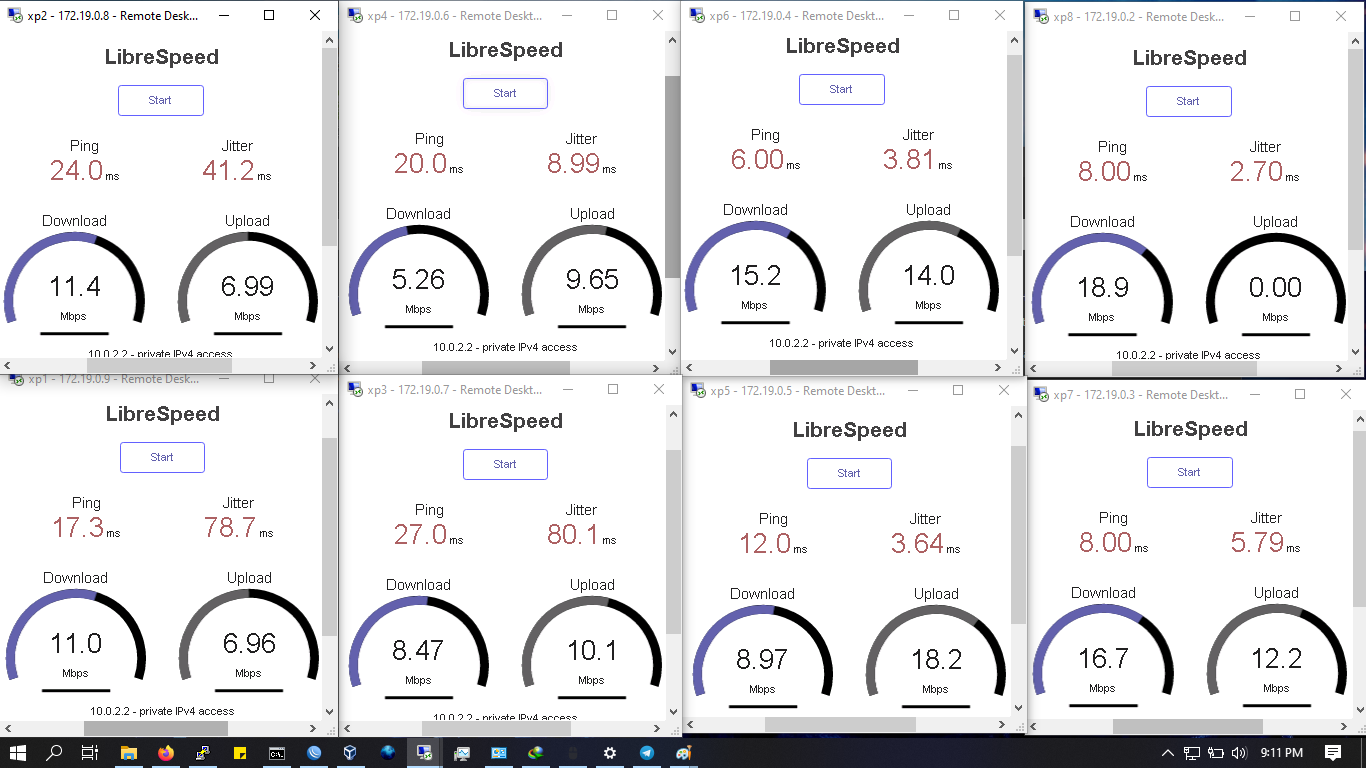 xp2 - 172.19.0.8 - Remote Deskt...
LibreSpeed
Start
Ping Jitter
24.0 ms 41.2 ms
Download Upload
11.4 6.99
Mbps Mbps
10.0.2.2 - private IPv4 access
xp4 - 172.19.0.6 - Remote Deskt...
LibreSpeed
Start
Ping Jitter
20.0 ms 8.99 ms
Download Upload
5.26 9.65
Mbps Mbps
10.0.2.2 - private IPv4 access
xp6 - 172.19.0.4 - Remote Deskt...
LibreSpeed
Start
Ping Jitter
6.00 ms 3.81 ms
Download Upload
15.2 14.0
Mbps Mbps
10.0.2.2 - private IPv4 access
xp8 - 172.19.0.2 - Remote Deskt...
LibreSpeed
Start
Ping Jitter
8.00 ms 2.70 ms
Download Upload
18.9 0.00
Mbps Mbps
10.0.2.2 - private IPv4 access
xp1 - 172.19.0.9 - Remote Deskt...
LibreSpeed
Start
Ping Jitter
17.3 ms 78.7 ms
Download Upload
11.0 6.96
Mbps Mbps
10.0.2.2 - private IPv4 access
xp3 - 172.19.0.7 - Remote Deskt...
LibreSpeed
Start
Ping Jitter
27.0 ms 80.1 ms
Download Upload
8.47 10.1
Mbps Mbps
10.0.2.2 - private IPv4 access
xp5 - 172.19.0.5 - Remote Deskt...
LibreSpeed
Start
Ping Jitter
12.0 ms 3.64 ms
Download Upload
8.97 18.2
Mbps Mbps
xp7 - 172.19.0.3 - Remote Deskt...
LibreSpeed
Start
Ping Jitter
8.00 ms 5.79 ms
Download Upload
16.7 12.2
Mbps Mbps
9:11 PM